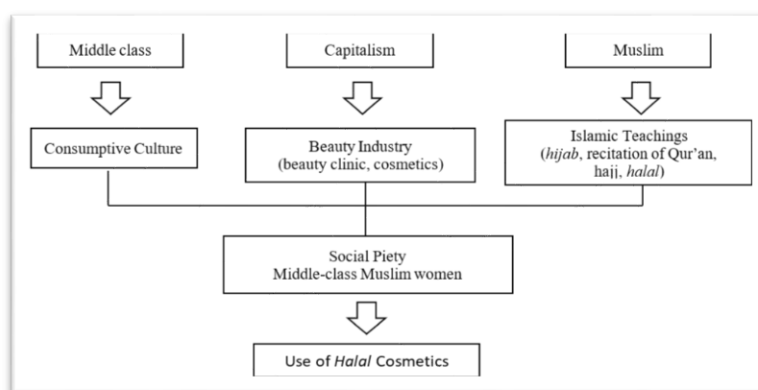 Middle class
Capitalism
Muslim
Consumptive Culture
Beauty Industry
(beauty clinic, cosmetics)
Islamic Teachings
(hijab, recitation of Qur'an,
hajj, halal)
Social Piety
Middle-class Muslim women
Use of Halal Cosmetics